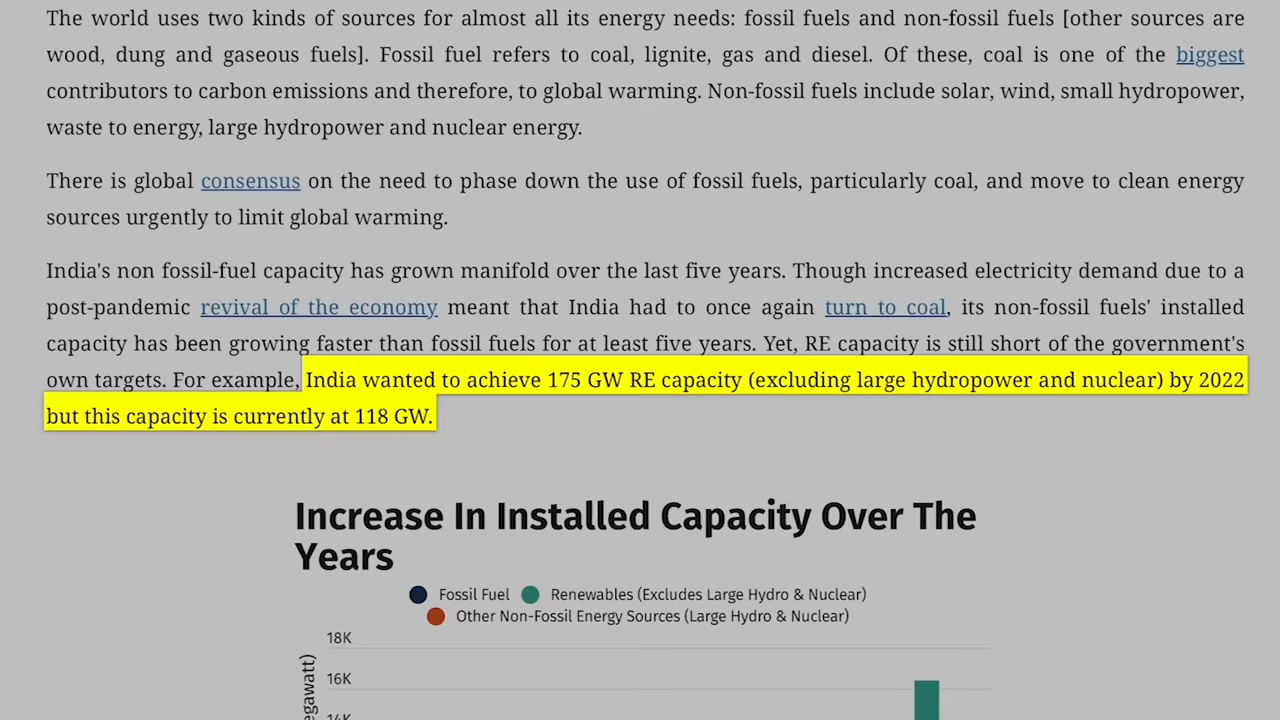 The world uses two kinds of sources for almost all its energy needs: fossil fuels and non-fossil fuels [other sources are
wood, dung and gaseous fuels]. Fossil fuel refers to coal, lignite, gas and diesel. Of these, coal is one of the biggest
contributors to carbon emissions and therefore, to global warming. Non-fossil fuels include solar, wind, small hydropower,
waste to energy, large hydropower and nuclear energy.
There is global consensus on the need to phase down the use of fossil fuels, particularly coal, and move to clean energy
sources urgently to limit global warming.
India's non fossil-fuel capacity has grown manifold over the last five years. Though increased electricity demand due to a
post-pandemic revival of the economy meant that India had to once again turn to coal, its non-fossil fuels' installed
capacity has been growing faster than fossil fuels for at least five years. Yet, RE capacity is still short of the government's
own targets. For example, India wanted to achieve 175 GW RE capacity (excluding large hydropower and nuclear) by 2022
but this capacity is currently at 118 GW.
Increase In Installed Capacity Over The
Years
Fossil Fuel Renewables (Excludes Large Hydro & Nuclear)
Other Non-Fossil Energy Sources (Large Hydro & Nuclear)
18K
16K